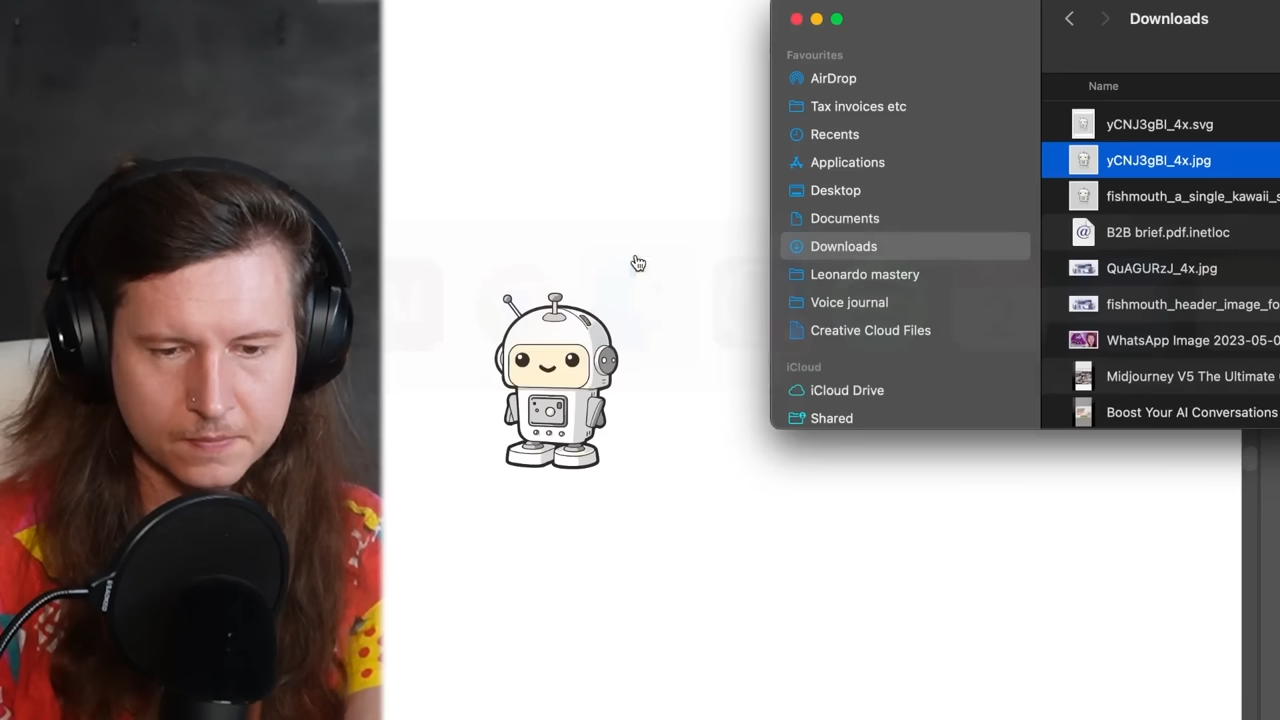 Downloads
Favourites
AirDrop
Tax invoices etc
Recents
Applications
Desktop
Documents
Downloads
Leonardo mastery
Voice journal
Creative Cloud Files
iCloud
iCloud Drive
Shared
Name
yCNJ3gBl_4x.svg
yCNJ3gBl_4x.jpg
fishmouth_a_single_kawaii_s
B2B brief.pdf.inetloc
QuAGURzJ_4x.jpg
fishmouth_header_image_fo
WhatsApp Image 2023-05-0
Midjourney V5 The Ultimate
Boost Your AI Conversations